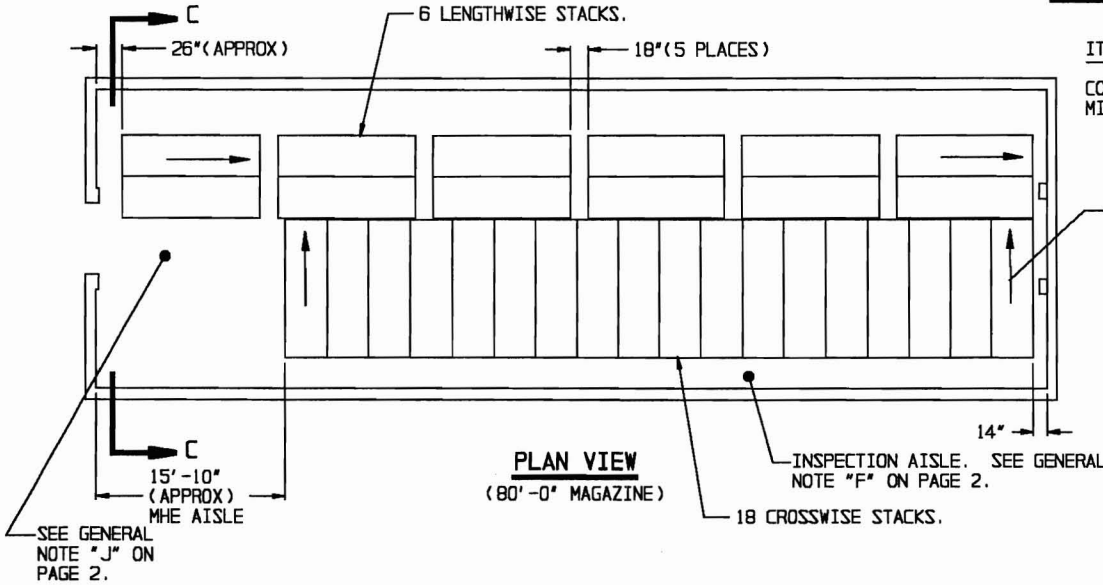 C
6 LENGTHWISE STACKS.
26"(APPROX)
18"(5 PLACES)
C
15'-10"
(APPROX)
MHE AISLE
SEE GENERAL
NOTE "J" ON
PAGE 2.
PLAN VIEW
(80'-0" MAGAZINE)
14"
INSPECTION AISLE. SEE GENERAL
NOTE "F" ON PAGE 2.
18 CROSSWISE STACKS.
IT
CO
MI